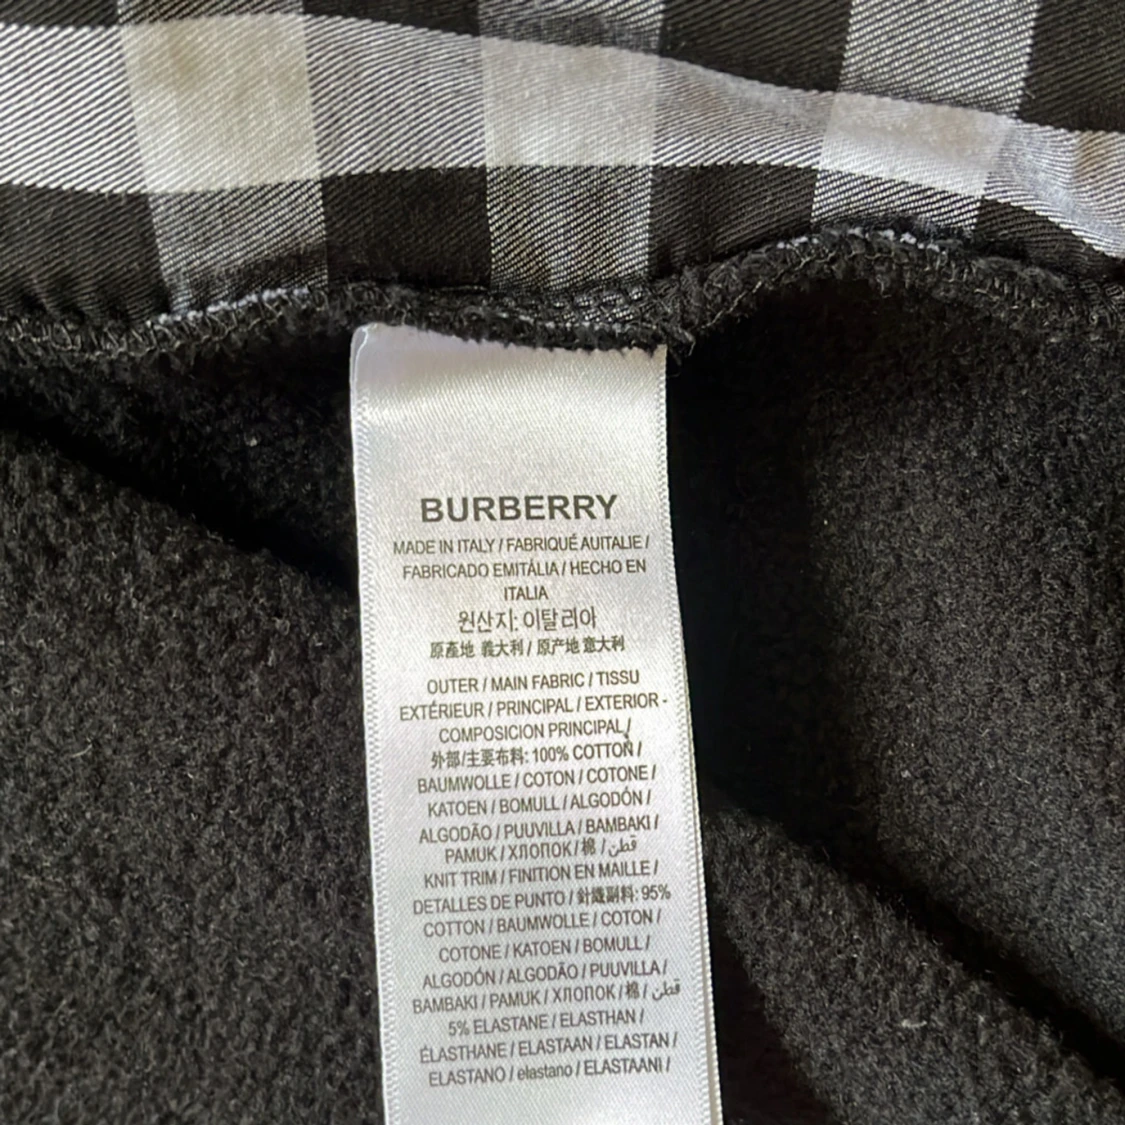 BURBERRY
MADE IN ITALY / FABRIQUÉ AUITALIE /
FABRICADO EMITÁLIA / HECHO EN
ITALIA
원산지: 이탈리아
原產地 義大利 / 原产地 意大利
OUTER / MAIN FABRIC / TISSU
EXTÉRIEUR / PRINCIPAL / EXTERIOR -
COMPOSICION PRINCIPAL /
外部/主要布料: 100% COTTON /
BAUMWOLLE / COTON / COTONE /
KATOEN / BOMULL / ALGODÓN /
ALGODÃO / PUUVILLA / BAMBAKI /
PAMUK / ХЛОПОК / 棉 / قطن
KNIT TRIM / FINITION EN MAILLE /
DETALLES DE PUNTO / 針織副料: 95%
COTTON / BAUMWOLLE / COTON /
COTONE / KATOEN / BOMULL /
ALGODÓN / ALGODÃO / PUUVILLA /
BAMBAKI / PAMUK / ХЛОПОК / 棉 / قطن
5% ELASTANE / ELASTHAN /
ÉLASTHANE / ELASTAAN / ELASTAN /
ELASTANO / elastano / ELASTAANI /